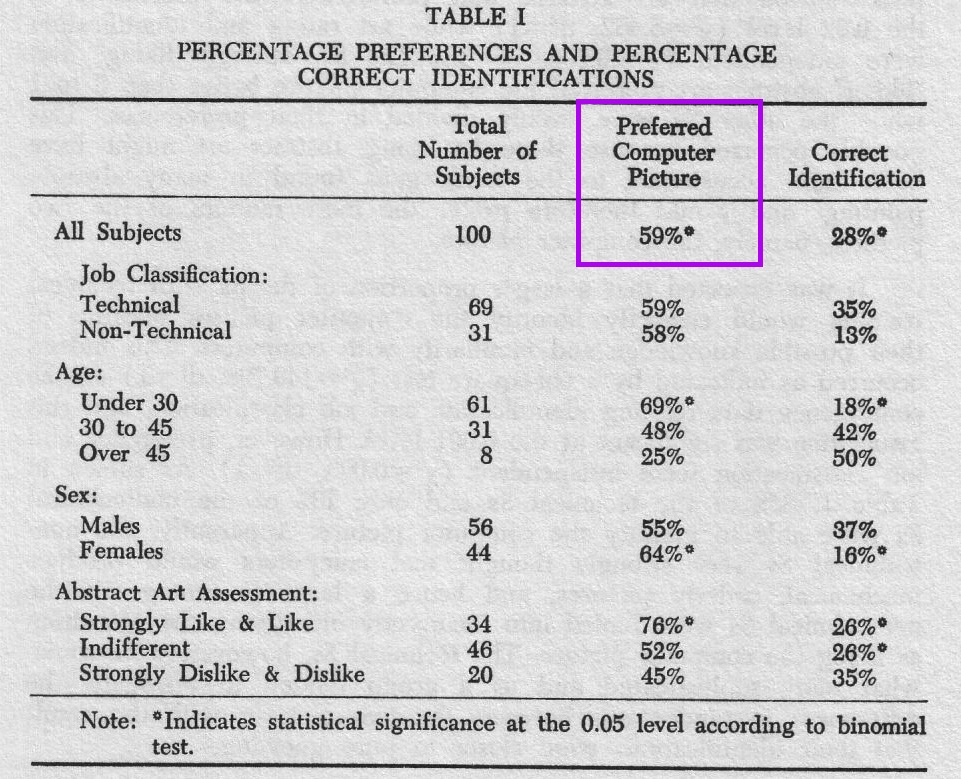 TABLE I
PERCENTAGE PREFERENCES AND PERCENTAGE
CORRECT IDENTIFICATIONS
Total Number of Subjects | Preferred Computer Picture | Correct Identification
All Subjects 100 59%* 28%*
Job Classification:
Technical 69 59% 35%
Non-Technical 31 58% 13%
Age:
Under 30 61 69%* 18%*
30 to 45 31 48% 42%
Over 45 8 25% 50%
Sex:
Males 56 55% 37%
Females 44 64%* 16%*
Abstract Art Assessment:
Strongly Like & Like 34 76%* 26%*
Indifferent 46 52% 26%*
Strongly Dislike & Dislike 20 45% 35%
Note: *Indicates statistical significance at the 0.05 level according to binomial
test.